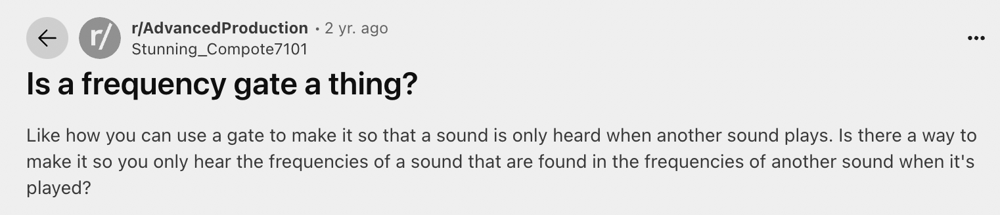 r/AdvancedProduction • 2 yr. ago
Stunning_Compote7101
Is a frequency gate a thing?
Like how you can use a gate to make it so that a sound is only heard when another sound plays. Is there a way to
make it so you only hear the frequencies of a sound that are found in the frequencies of another sound when it's
played?